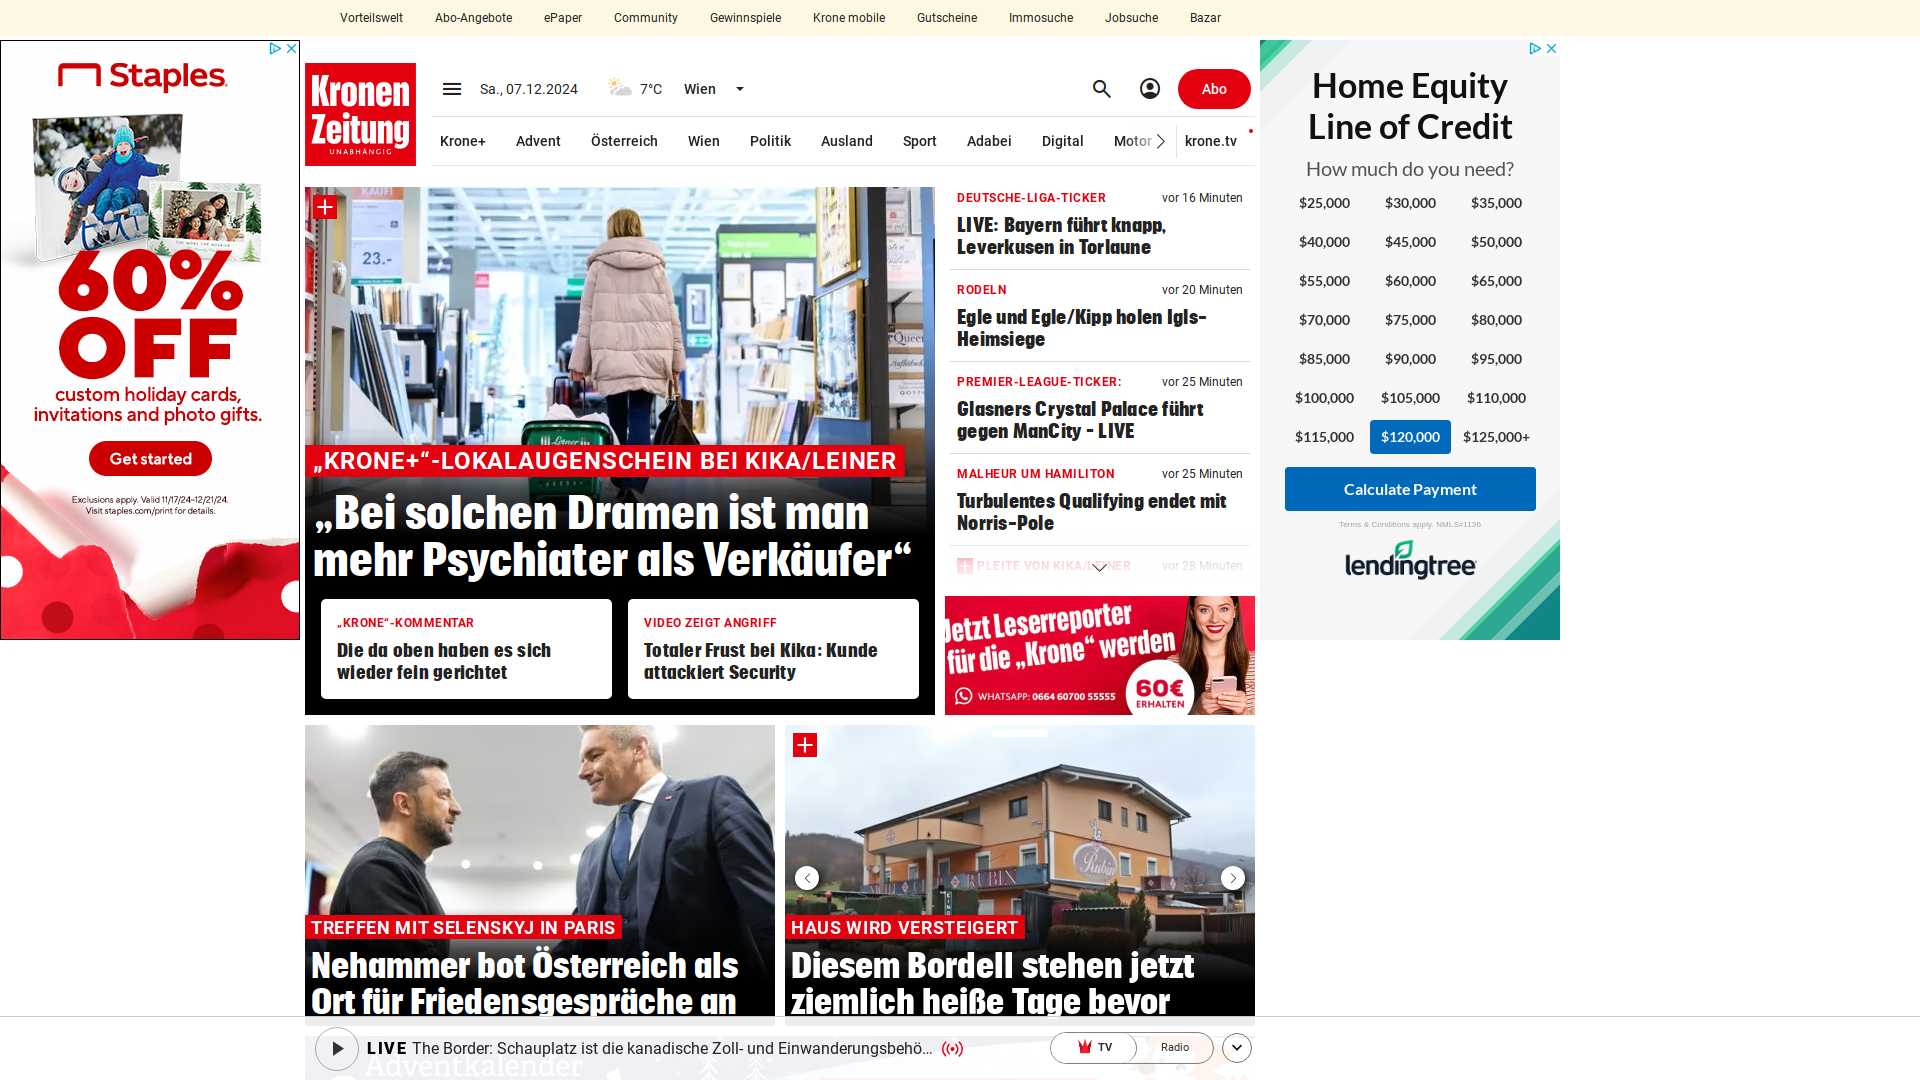 Vorteilswelt Abo-Angebote ePaper Community Gewinnspiele Krone mobile Gutscheine Immosuche Jobsuche Bazar
Staples
60%
OFF
custom holiday cards,
invitations and photo gifts.
Get started
Exclusions apply. Valid 11/17/24–12/21/24.
Visit staples.com/print for details.
Kronen
Zeitung
UNABHÄNGIG
Sa., 07.12.2024 7°C Wien
Abo
Krone+ Advent Österreich Wien Politik Ausland Sport Adabei Digital Motor krone.tv
23.-
„KRONE+“-LOKALAUGENSCHEIN BEI KIKA/LEINER
„Bei solchen Dramen ist man
mehr Psychiater als Verkäufer“
„KRONE“-KOMMENTAR
Die da oben haben es sich
wieder fein gerichtet
VIDEO ZEIGT ANGRIFF
Totaler Frust bei Kika: Kunde
attackiert Security
DEUTSCHE-LIGA-TICKER vor 16 Minuten
LIVE: Bayern führt knapp,
Leverkusen in Torlaune
RODELN vor 20 Minuten
Egle und Egle/Kipp holen Igls-
Heimsiege
PREMIER-LEAGUE-TICKER: vor 25 Minuten
Glasners Crystal Palace führt
gegen ManCity - LIVE
MALHEUR UM HAMILITON vor 25 Minuten
Turbulentes Qualifying endet mit
Norris-Pole
PLEITE VON KIKA/LEINER vor 28 Minuten
Jetzt Leserreporter
für die „Krone“ werden
WHATSAPP: 0664 60700 55555
60€
ERHALTEN
TREFFEN MIT SELENSKYJ IN PARIS
Nehammer bot Österreich als
Ort für Friedensgespräche an
Rubin
RUBIN
HAUS WIRD VERSTEIGERT
Diesem Bordell stehen jetzt
ziemlich heiße Tage bevor
Home Equity
Line of Credit
How much do you need?
$25,000 $30,000 $35,000
$40,000 $45,000 $50,000
$55,000 $60,000 $65,000
$70,000 $75,000 $80,000
$85,000 $90,000 $95,000
$100,000 $105,000 $110,000
$115,000 $120,000 $125,000+
Calculate Payment
Terms & Conditions apply. NMLS#1136
lendingtree
LIVE The Border: Schauplatz ist die kanadische Zoll- und Einwanderungsbehö...
TV Radio
Adventkalender